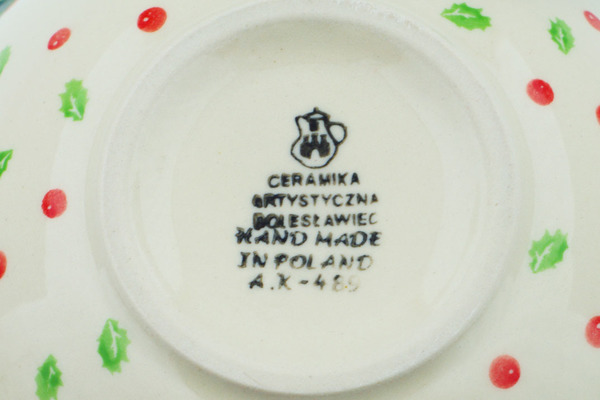 CERAMIKA
ARTYSTYCZNA
BOLESŁAWIEC
HAND MADE
IN POLAND